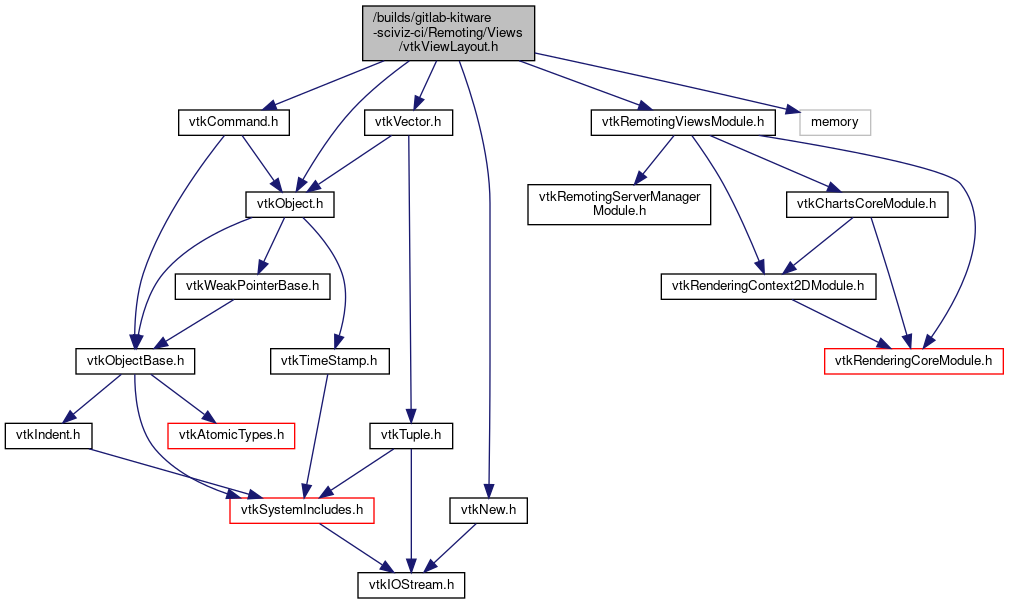 /builds/gitlab-kitware
-sciviz-ci/Remoting/Views
/vtkViewLayout.h
vtkCommand.h
vtkVector.h
vtkRemotingViewsModule.h
memory
vtkObject.h
vtkRemotingServerManager
Module.h
vtkChartsCoreModule.h
vtkWeakPointerBase.h
vtkRenderingContext2DModule.h
vtkObjectBase.h
vtkTimeStamp.h
vtkRenderingCoreModule.h
vtkIndent.h
vtkAtomicTypes.h
vtkTuple.h
vtkSystemIncludes.h
vtkNew.h
vtkIOStream.h